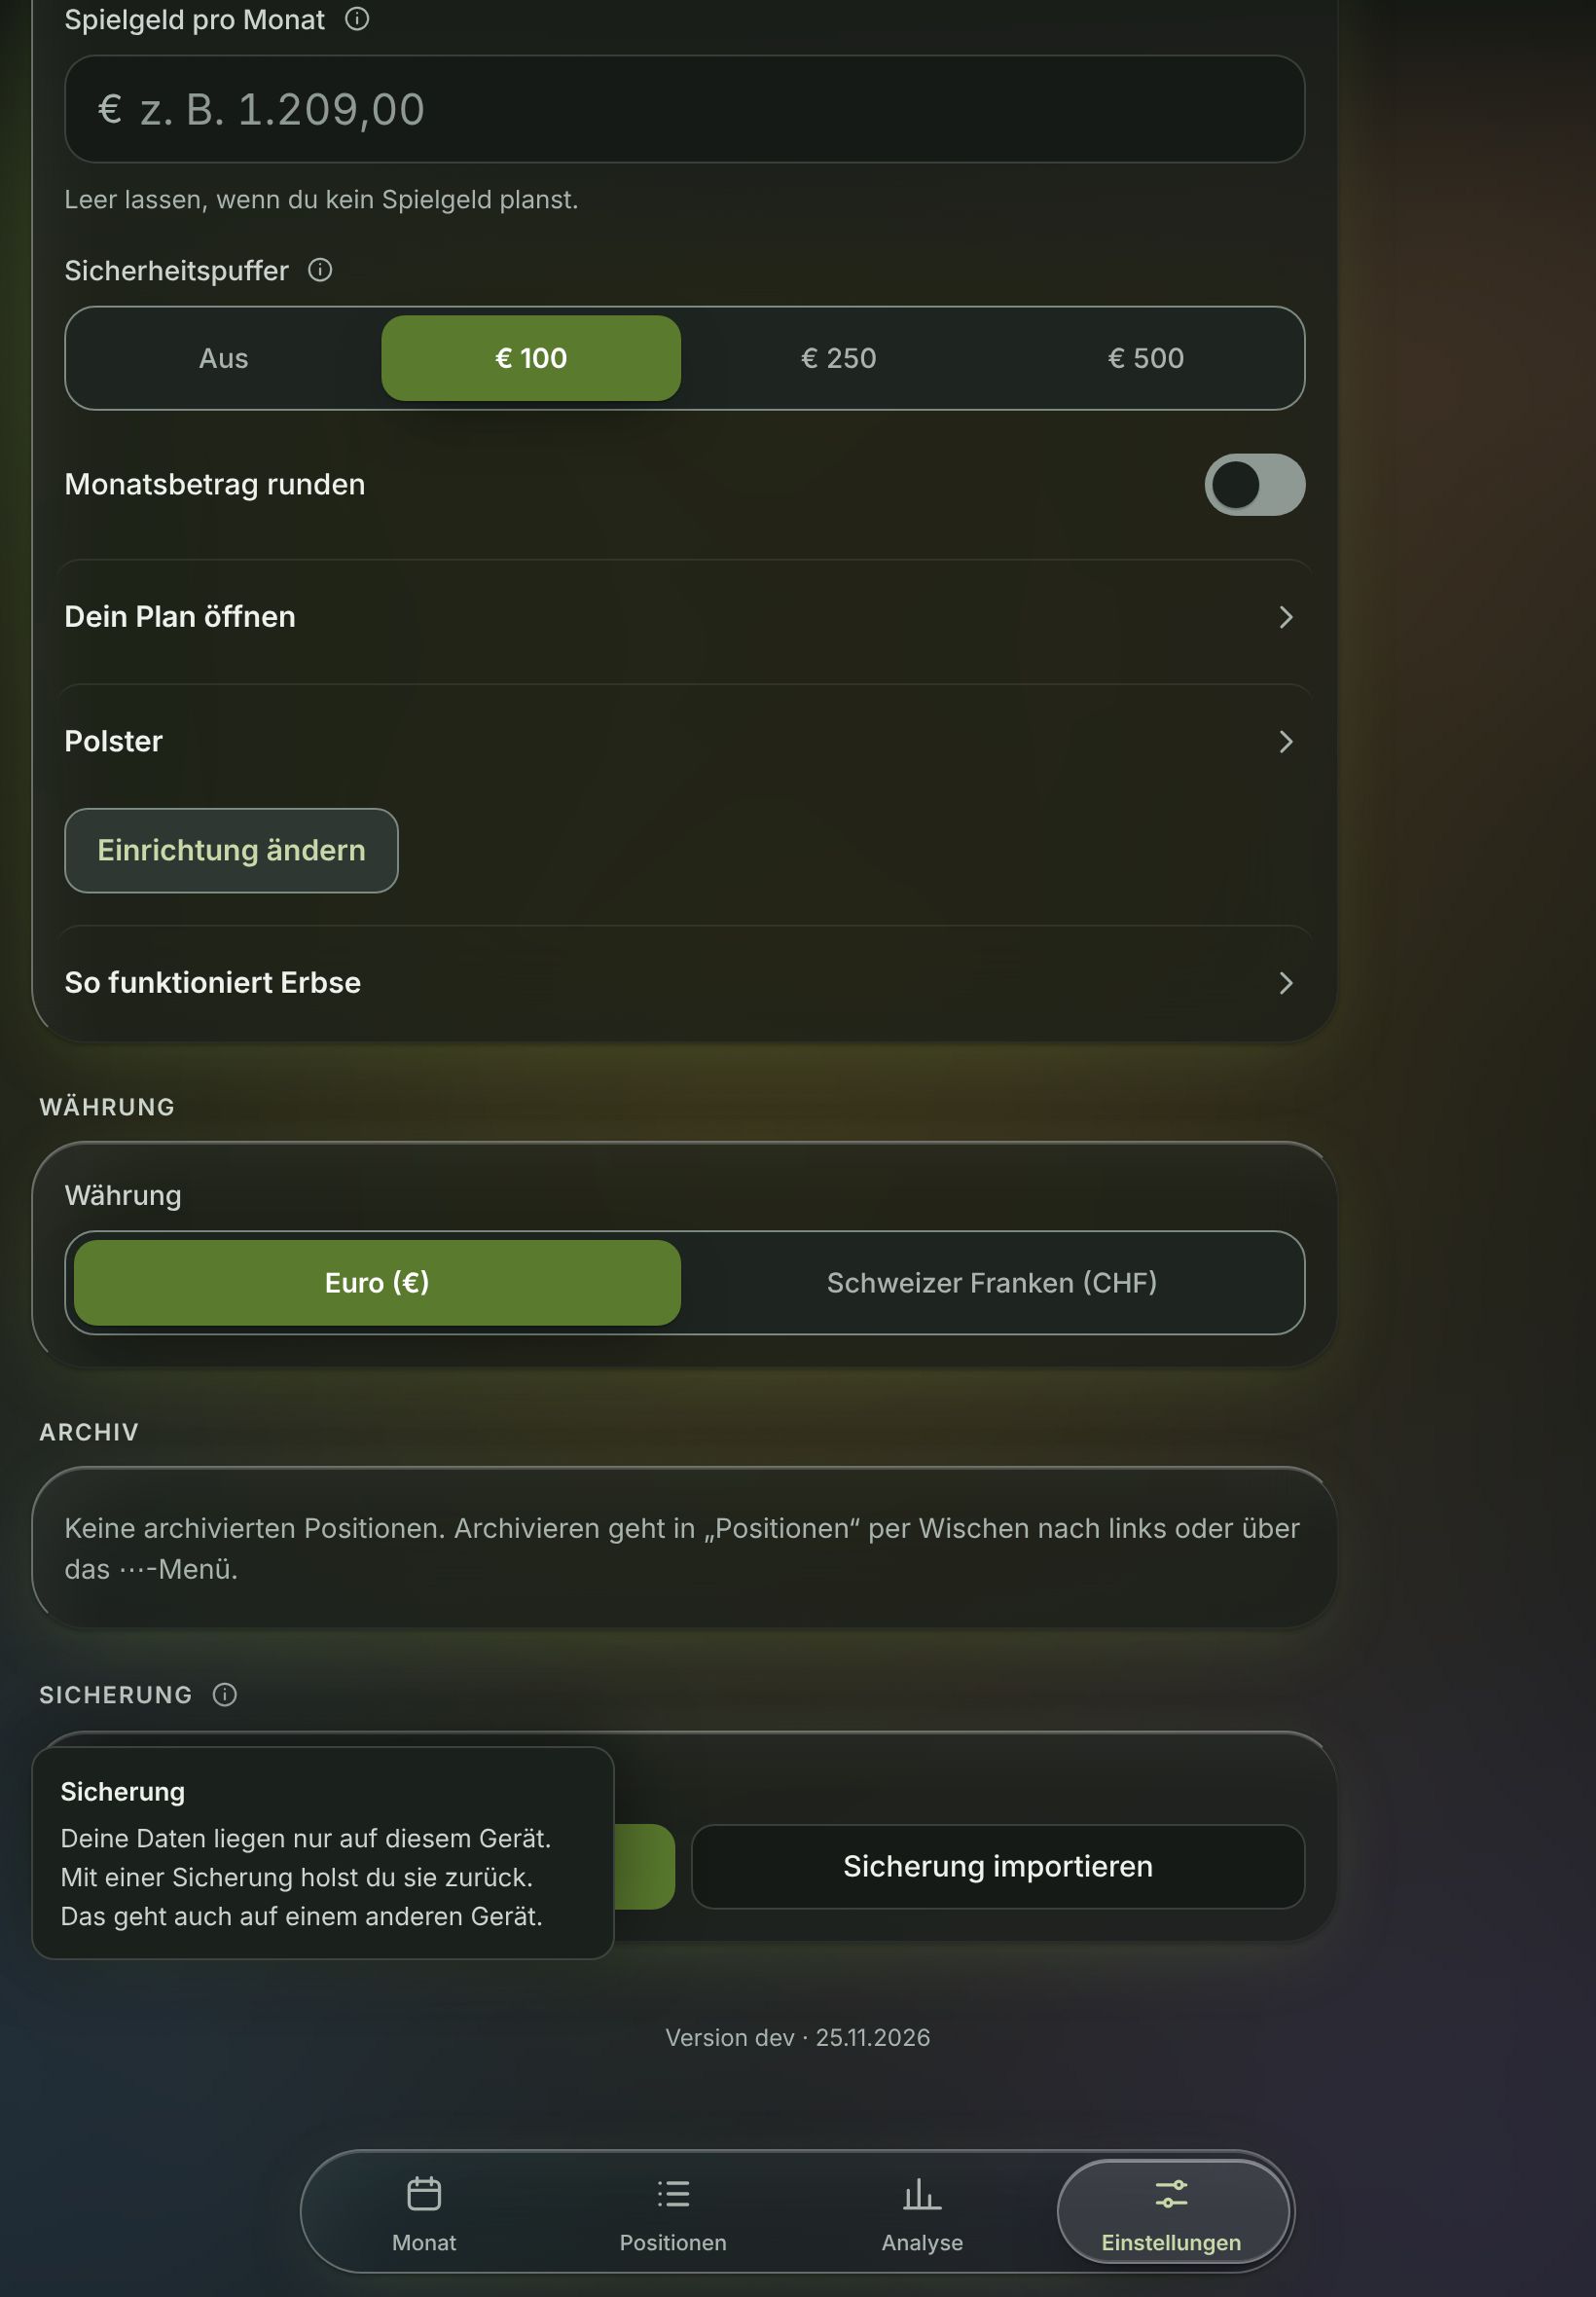 Spielgeld pro Monat
€ z. B. 1.209,00
Leer lassen, wenn du kein Spielgeld planst.
Sicherheitspuffer
Aus
€ 100
€ 250
€ 500
Monatsbetrag runden
Dein Plan öffnen
Polster
Einrichtung ändern
So funktioniert Erbse
WÄHRUNG
Währung
Euro (€)
Schweizer Franken (CHF)
ARCHIV
Keine archivierten Positionen. Archivieren geht in „Positionen“ per Wischen nach links oder über
das ···-Menü.
SICHERUNG
Sicherung
Deine Daten liegen nur auf diesem Gerät.
Mit einer Sicherung holst du sie zurück.
Das geht auch auf einem anderen Gerät.
Sicherung importieren
Version dev · 25.11.2026
Monat
Positionen
Analyse
Einstellungen